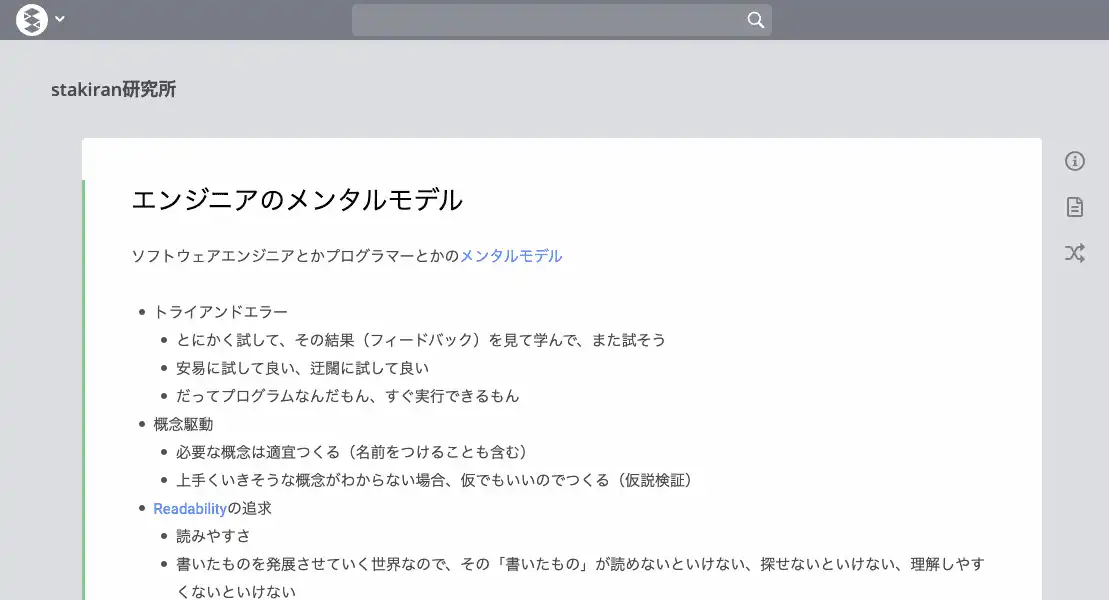 stakiran研究所
エンジニアのメンタルモデル
ソフトウェアエンジニアとかプログラマーとかのメンタルモデル
トライアンドエラー
とにかく試して、その結果（フィードバック）を見て学んで、また試そう
安易に試して良い、迂闊に試して良い
だってプログラムなんだもん、すぐ実行できるもん
概念駆動
必要な概念は適宜つくる（名前をつけることも含む）
上手くいきそうな概念がわからない場合、仮でもいいのでつくる（仮説検証）
Readabilityの追求
読みやすさ
書いたものを発展させていく世界なので、その「書いたもの」が読めないといけない、探せないといけない、理解しやす
くないといけない